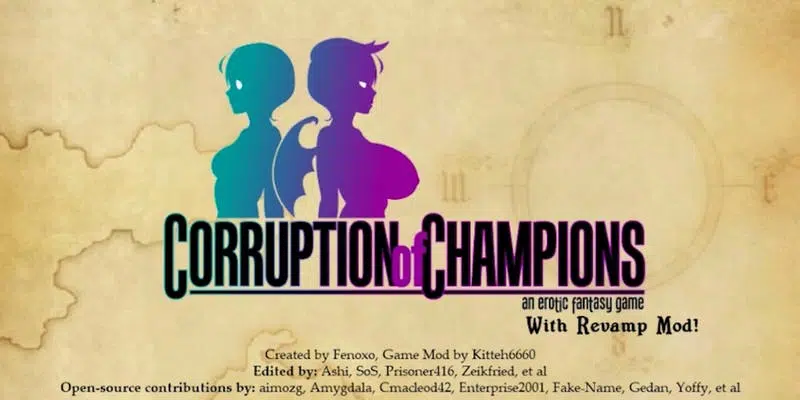 CORRUPTION of CHAMPIONS
an erotic fantasy game
With Revamp Mod!
Created by Fenoxo, Game Mod by Kitteh6660
Edited by: Ashi, SoS, Prisoner416, Zeikfried, et al
Open-source contributions by: aimozg, Amygdala, Cmacleod42, Enterprise2001, Fake-Name, Gedan, Yoffy, et al